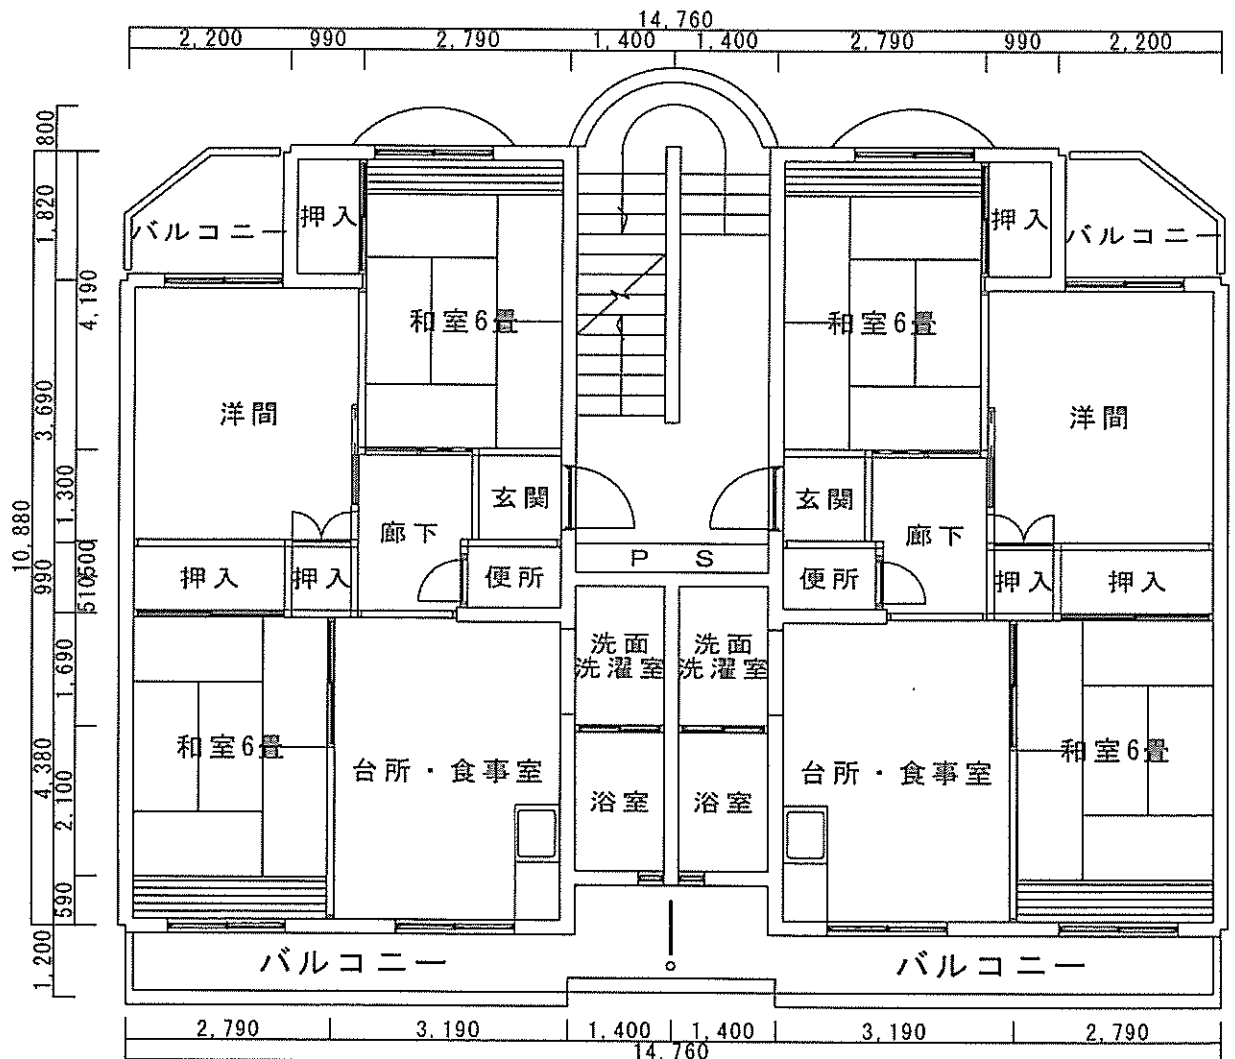 14,760
2,200 990 2,790 1,400 1,400 2,790 990 2,200
800
1,820
4,190
3,690
1,300
10,880
990
600
510
1,690
4,380
2,100
590
1,200
バルコニー 押入 押入 バルコニー
和室6畳 和室6畳
洋間 洋間
玄関 玄関
廊下 廊下
PS
押入 押入 便所 便所 押入 押入
洗面 洗面
洗濯室 洗濯室
和室6畳 和室6畳
台所・食事室 台所・食事室
浴室 浴室
バルコニー バルコニー
2,790 3,190 1,400 1,400 3,190 2,790
14,760